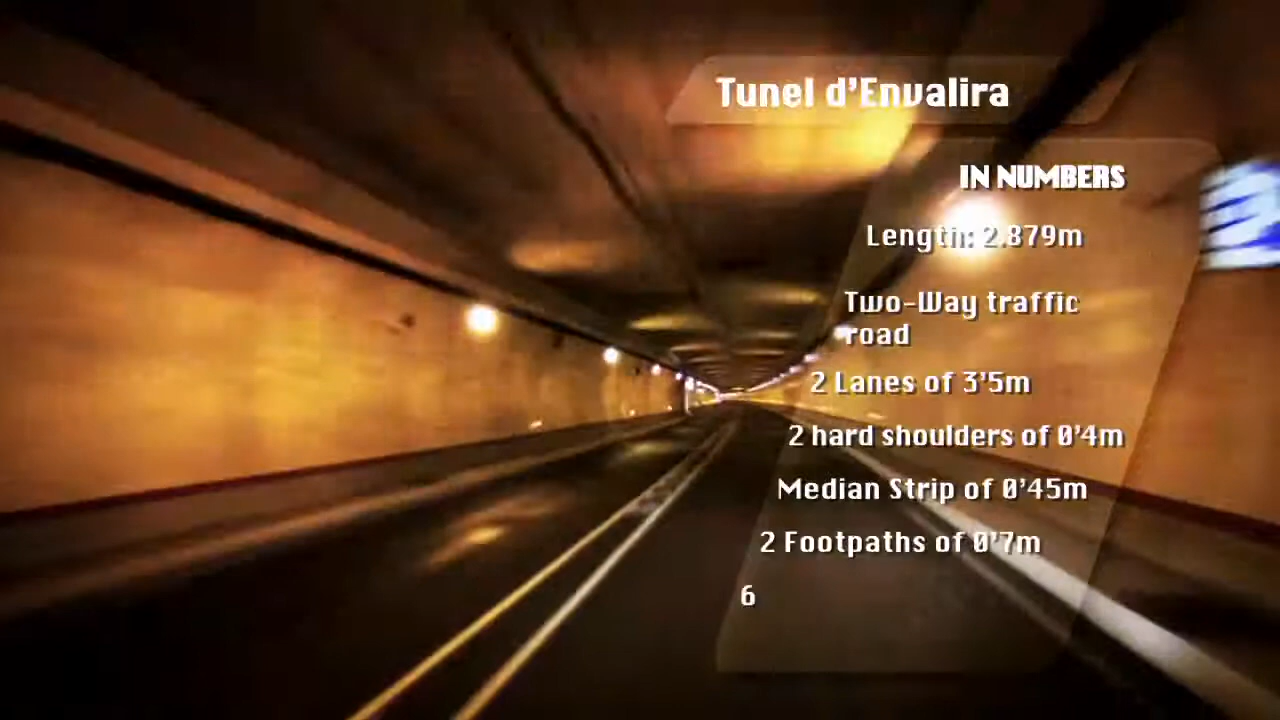 Tunel d'Envalira
IN NUMBERS
Length: 2.879m
Two-Way traffic
road
2 Lanes of 3'5m
2 hard shoulders of 0'4m
Median Strip of 0'45m
2 Footpaths of 0'7m
6